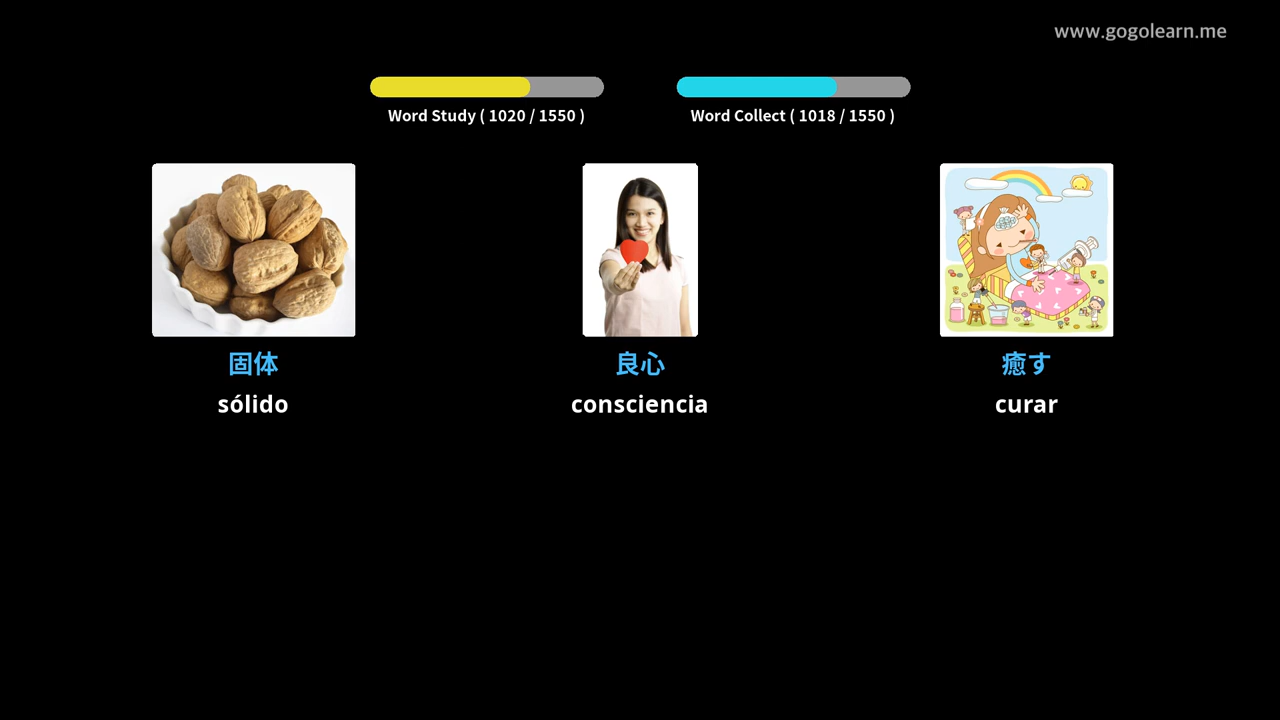 www.gogolearn.me
Word Study ( 1020 / 1550 )
Word Collect ( 1018 / 1550 )
固体
良心
癒す
sólido
consciencia
curar